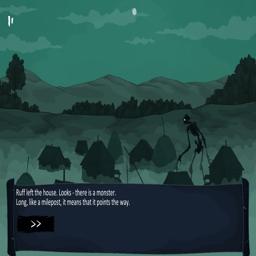 Ruff left the house. Looks - there is a monster.
Long, like a milepost, it means that it points the way.
>>